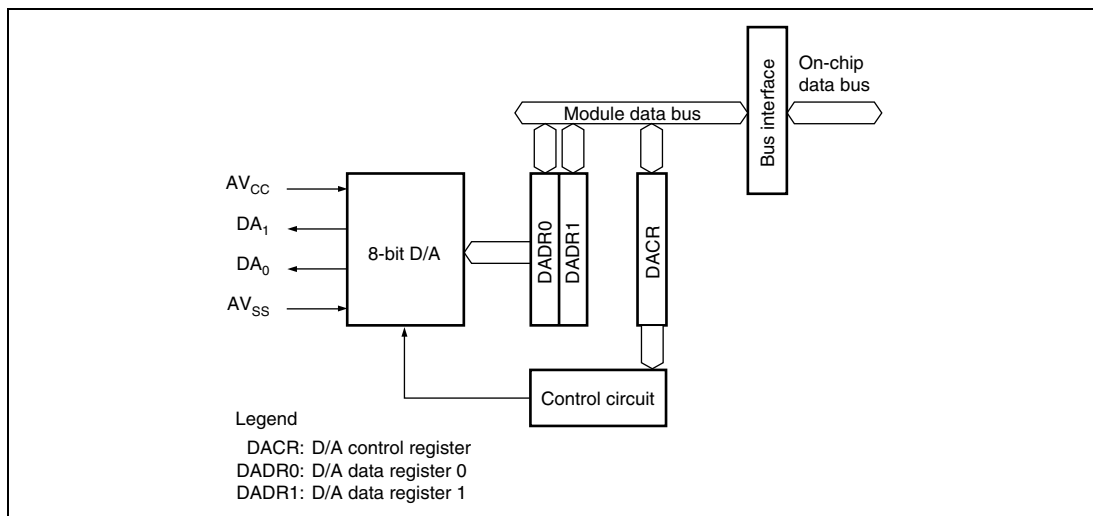 On-chip
data bus
Bus interface
Module data bus
AVCC
DA1
DA0
AVSS
8-bit D/A
DADR0
DADR1
DACR
Control circuit
Legend
DACR: D/A control register
DADR0: D/A data register 0
DADR1: D/A data register 1